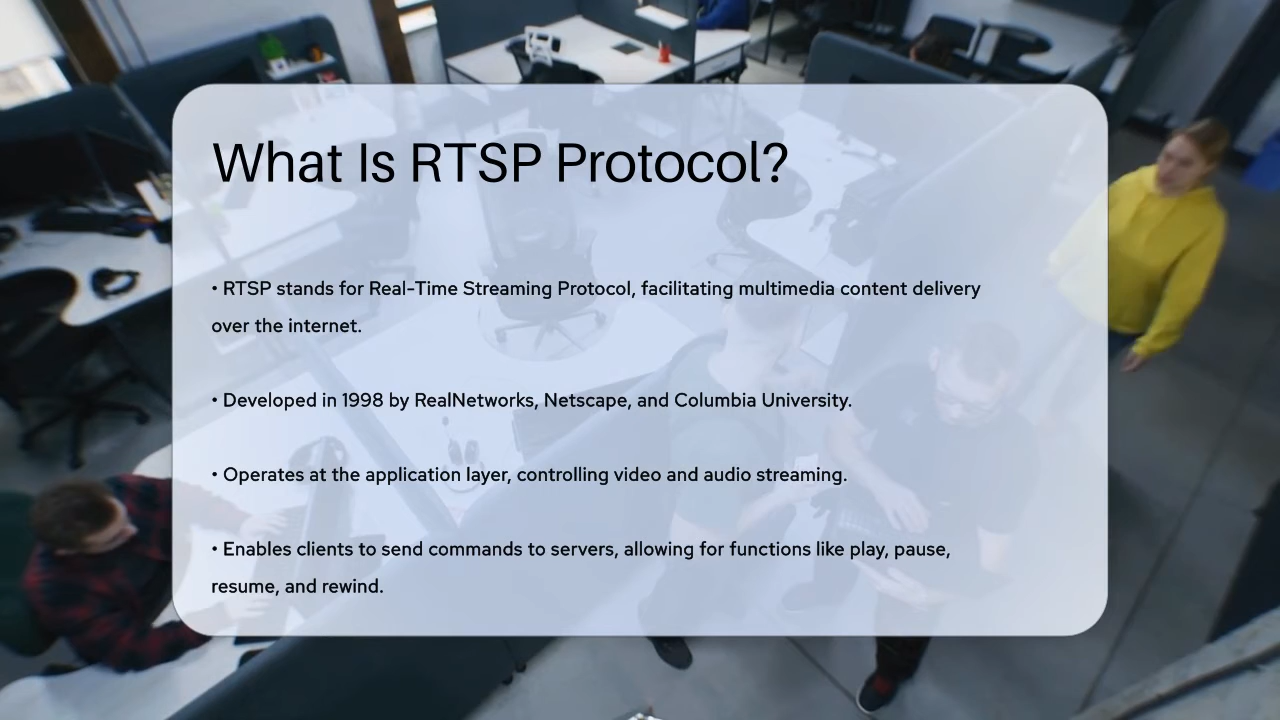 What Is RTSP Protocol?
• RTSP stands for Real-Time Streaming Protocol, facilitating multimedia content delivery
over the internet.
• Developed in 1998 by RealNetworks, Netscape, and Columbia University.
• Operates at the application layer, controlling video and audio streaming.
• Enables clients to send commands to servers, allowing for functions like play, pause,
resume, and rewind.